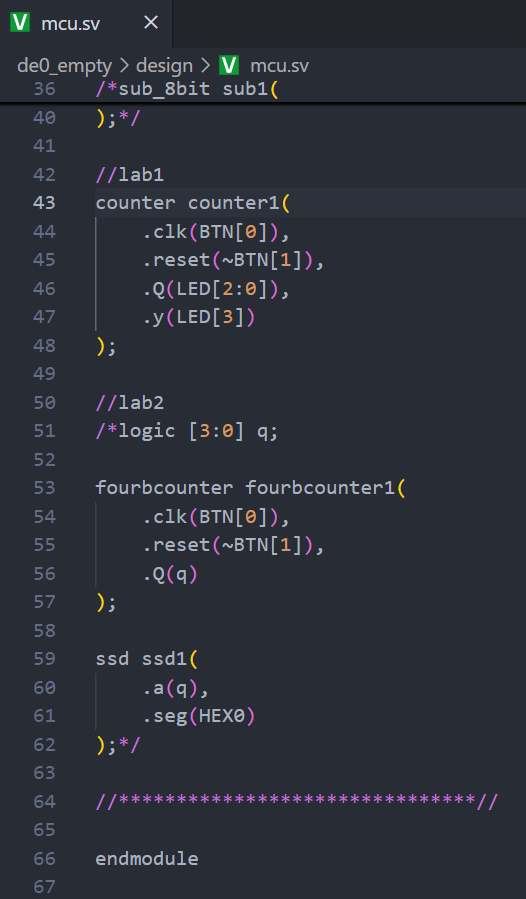 V mcu.sv ×
de0_empty > design > V mcu.sv
36 /*sub_8bit sub1(
40 );*/
41
42 //lab1
43 counter counter1(
44     .clk(BTN[0]),
45     .reset(~BTN[1]),
46     .Q(LED[2:0]),
47     .y(LED[3])
48 );
49
50 //lab2
51 /*logic [3:0] q;
52
53 fourbcounter fourbcounter1(
54     .clk(BTN[0]),
55     .reset(~BTN[1]),
56     .Q(q)
57 );
58
59 ssd ssd1(
60     .a(q),
61     .seg(HEX0)
62 );*/
63
64 //*******************************//
65
66 endmodule
67